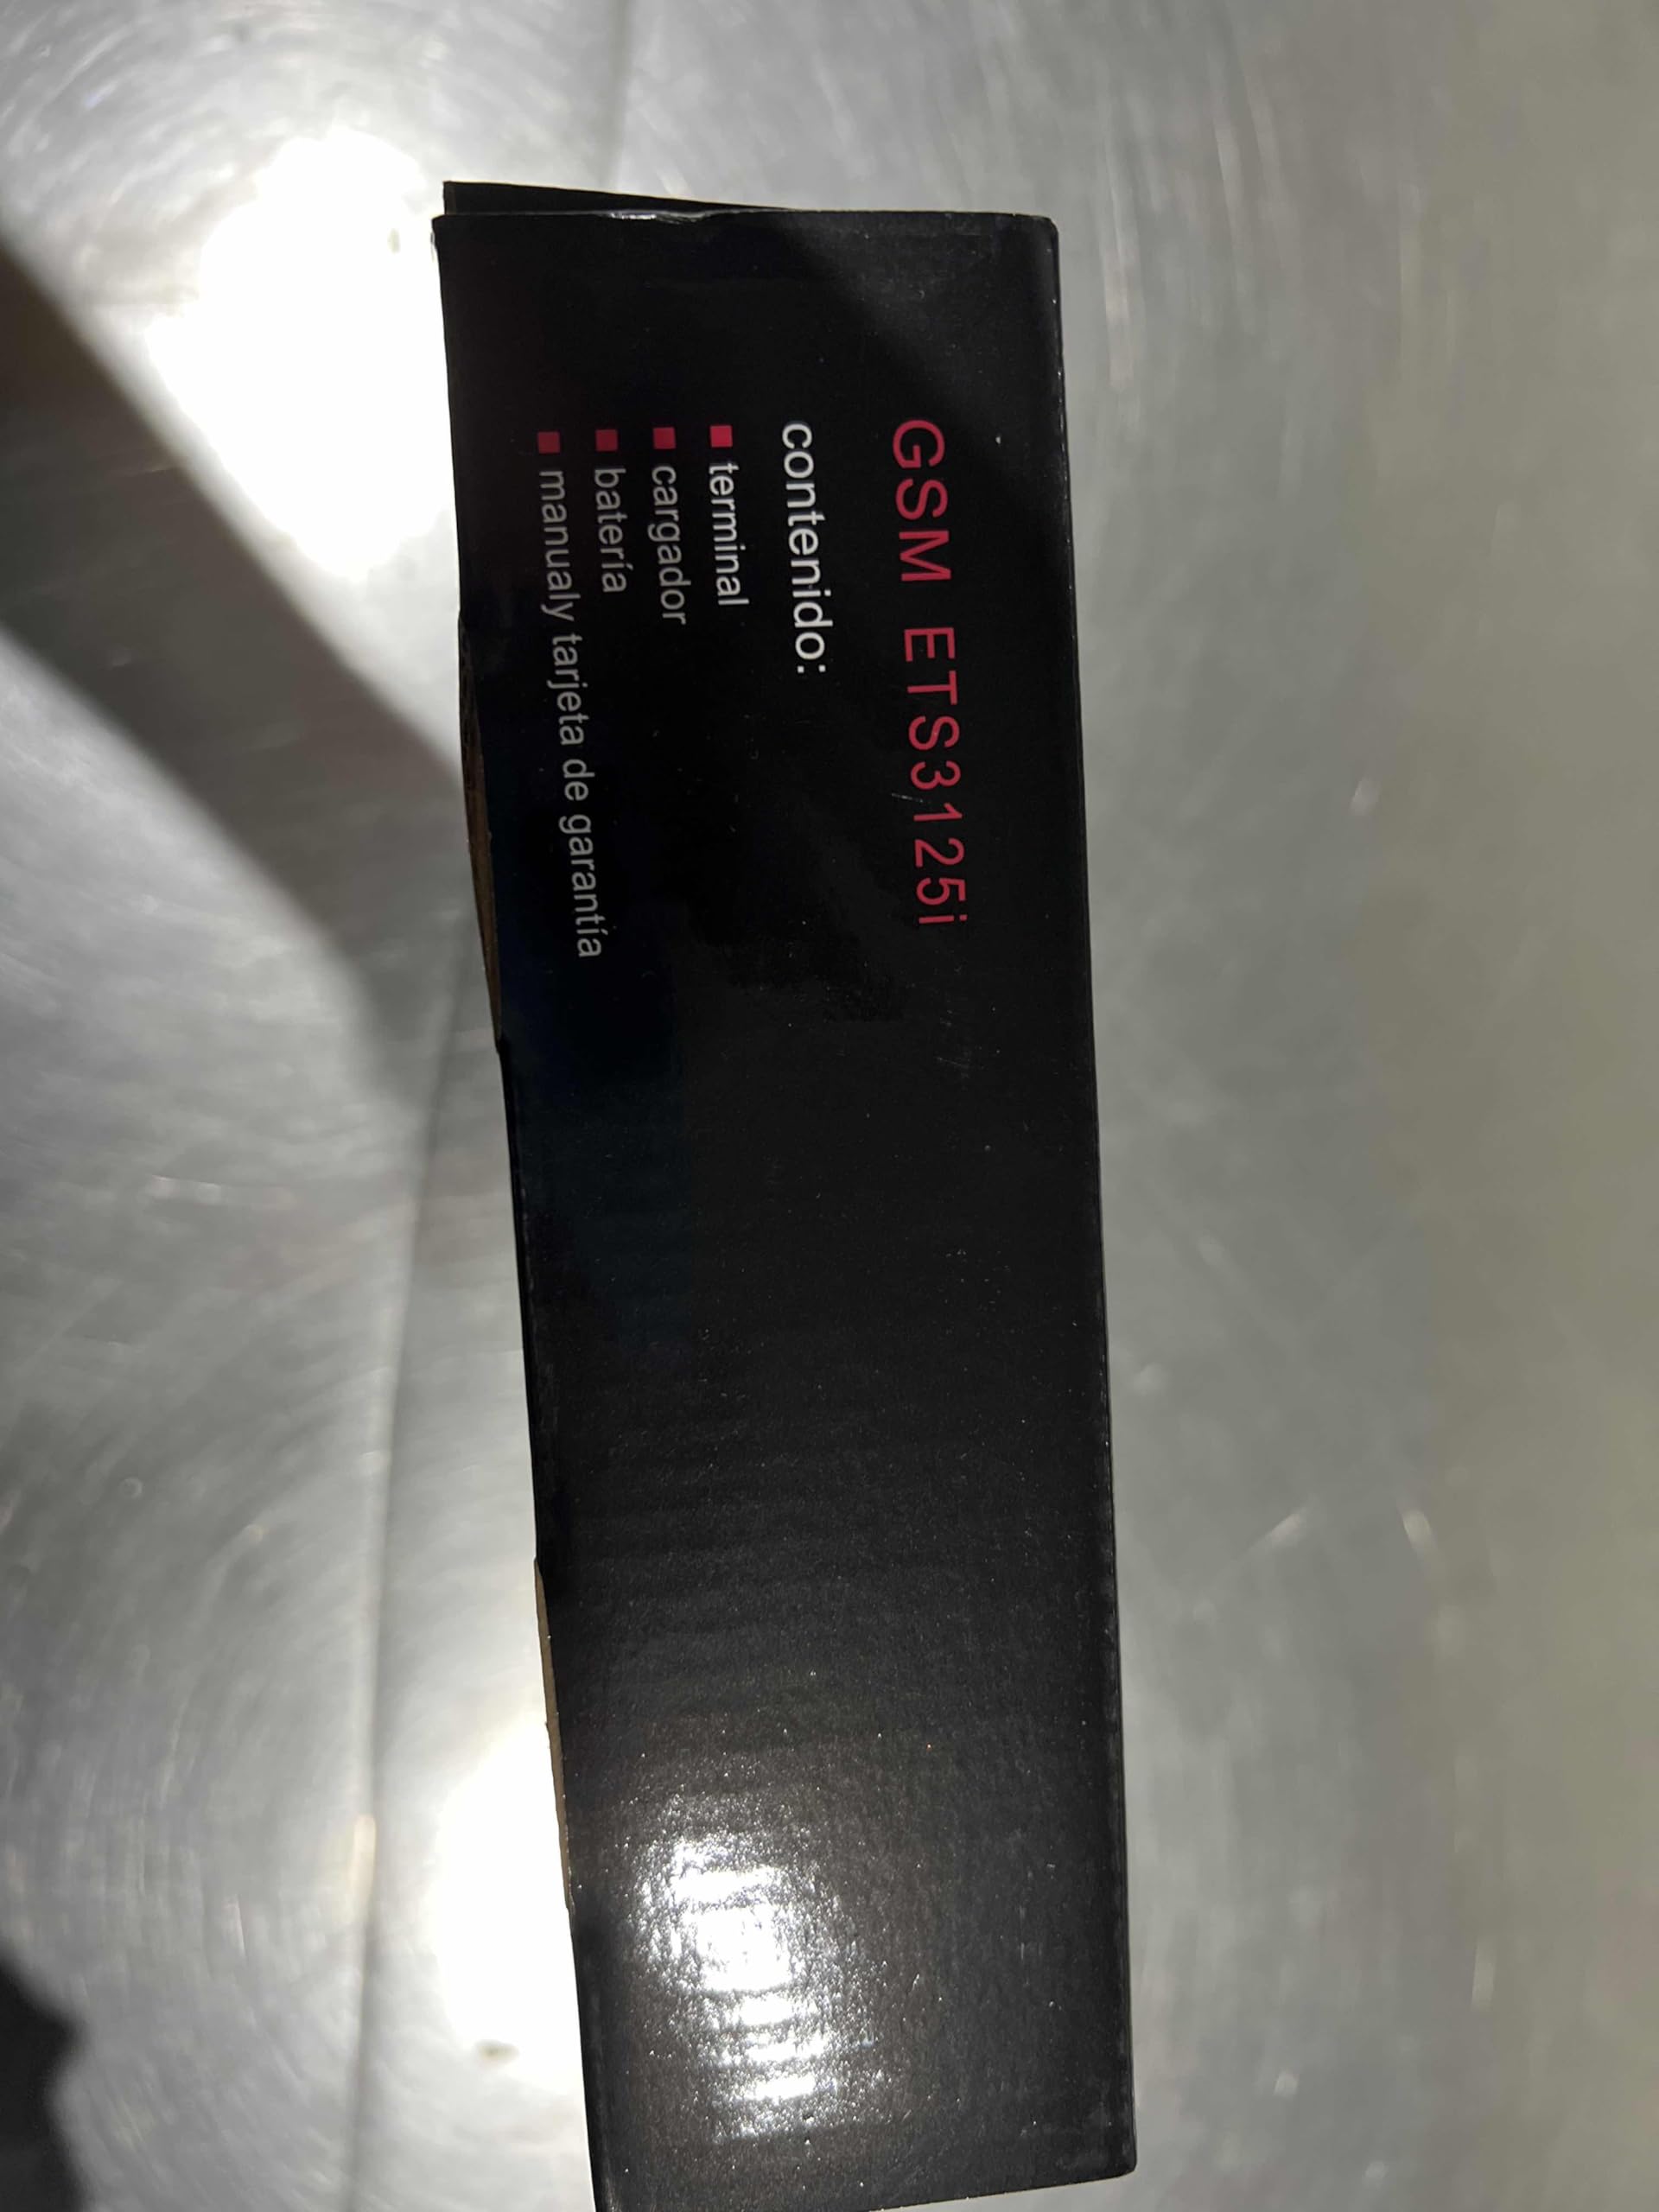 GSM ETS3125i
contenido:
■ terminal
■ cargador
■ batería
■ manualy tarjeta de garantía